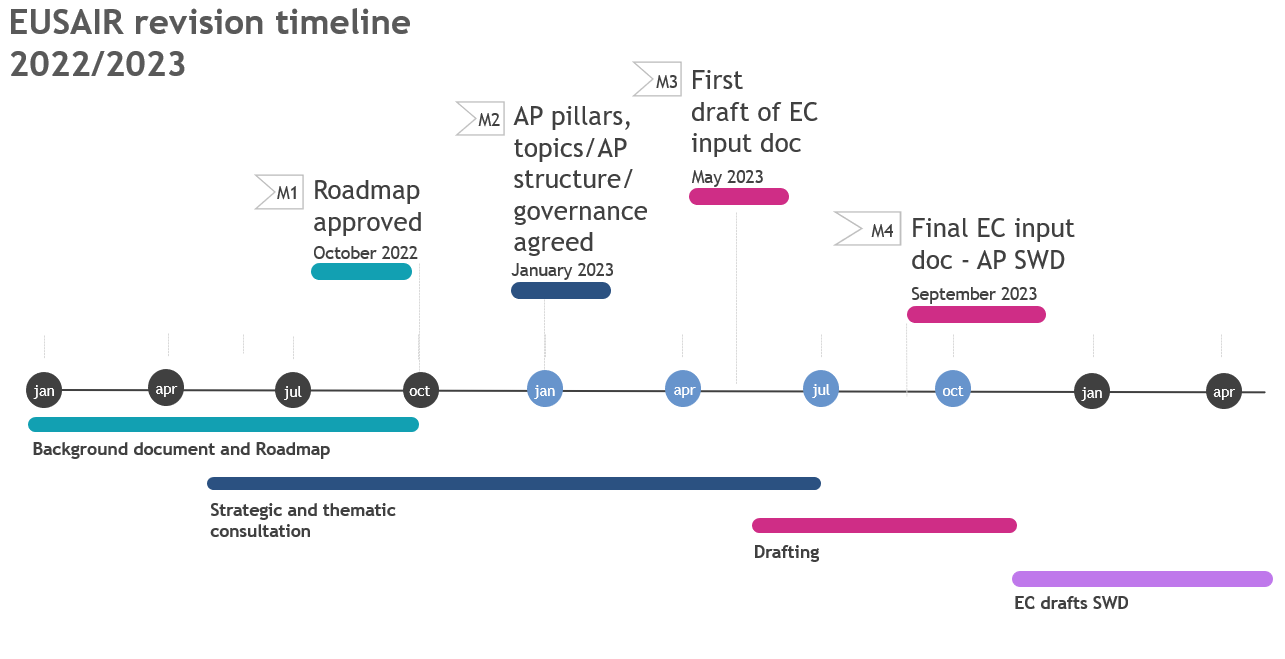 EUSAIR revision timeline
2022/2023
M1
Roadmap
approved
October 2022
M2
AP pillars,
topics/AP
structure/
governance
agreed
January 2023
M3
First
draft of EC
input doc
May 2023
M4
Final EC input
doc - AP SWD
September 2023
jan
apr
jul
oct
jan
apr
jul
oct
jan
apr
Background document and Roadmap
Strategic and thematic
consultation
Drafting
EC drafts SWD